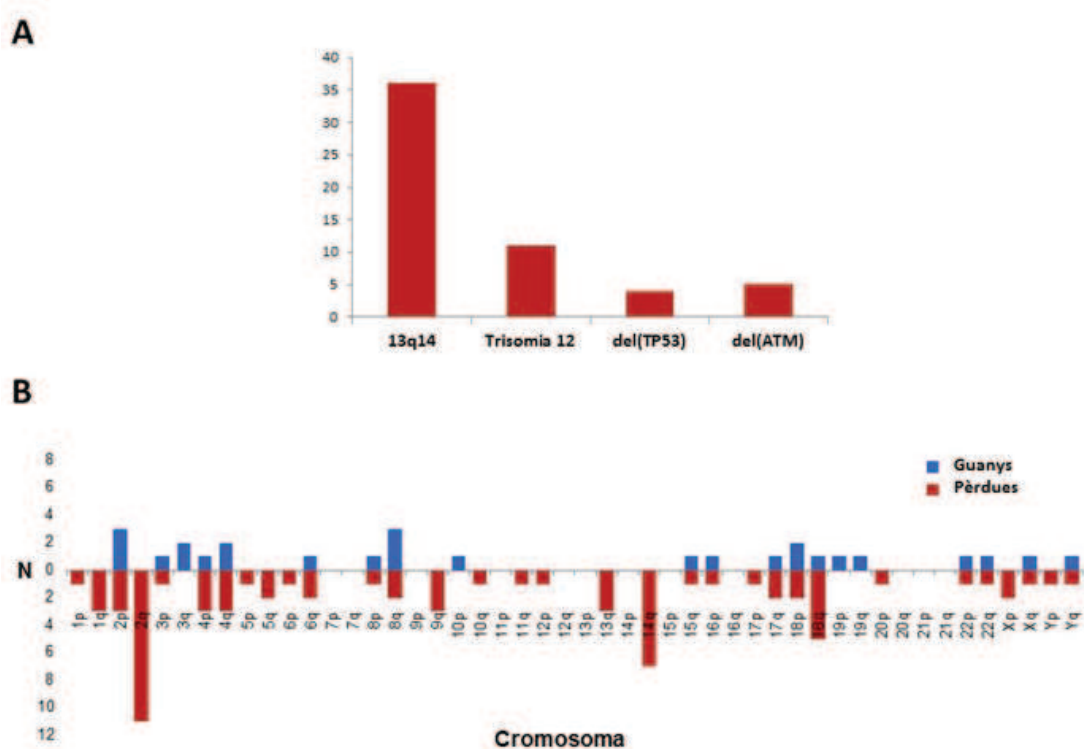 A
40
35
30
25
20
15
10
5
0
13q14 Trisomia 12 del(TP53) del(ATM)
B
8
6
4
2
N 0
2
4
6
8
10
12
Guanys
Pèrdues
1p 1q 2p 2q 3p 3q 4p 4q 5p 5q 6p 6q 7p 7q 8p 8q 9p 9q 10p 10q 11q 12p 12q 13q 14p 14q 15p 15q 16p 16q 17p 17q 18p 18q 19p 19q 20p 20q 21p 21q 22p 22q Xp Xq Yp Yq
Cromosoma